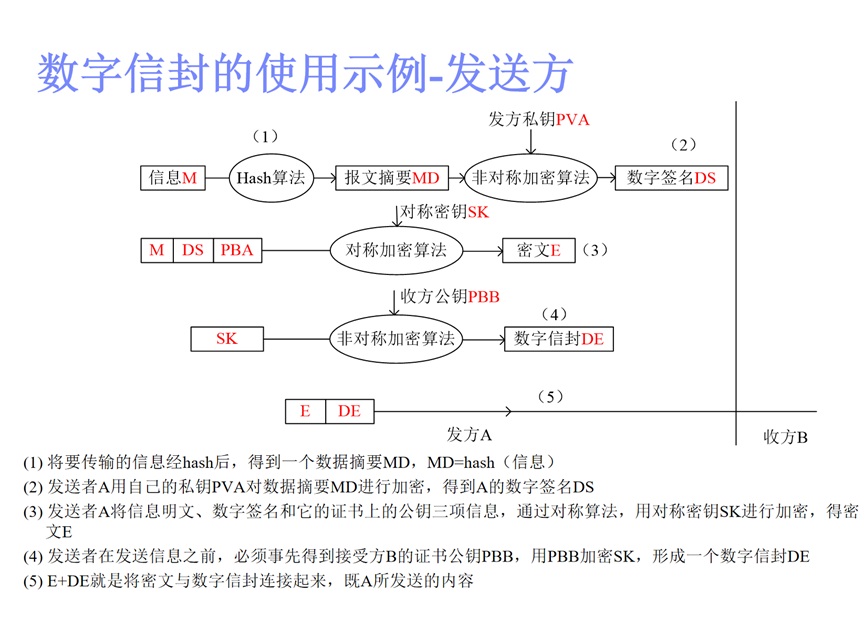 数字信封的使用示例-发送方
发方私钥PVA
（1）
（2）
信息M
Hash算法
报文摘要MD
非对称加密算法
数字签名DS
对称密钥SK
M DS PBA
对称加密算法
密文E
（3）
收方公钥PBB
（4）
SK
非对称加密算法
数字信封DE
（5）
E DE
发方A
收方B
(1) 将要传输的信息经hash后，得到一个数据摘要MD，MD=hash（信息）
(2) 发送者A用自己的私钥PVA对数据摘要MD进行加密，得到A的数字签名DS
(3) 发送者A将信息明文、数字签名和它的证书上的公钥三项信息，通过对称算法，用对称密钥SK进行加密，得密
文E
(4) 发送者在发送信息之前，必须事先得到接受方B的证书公钥PBB，用PBB加密SK，形成一个数字信封DE
(5) E+DE就是将密文与数字信封连接起来，既A所发送的内容